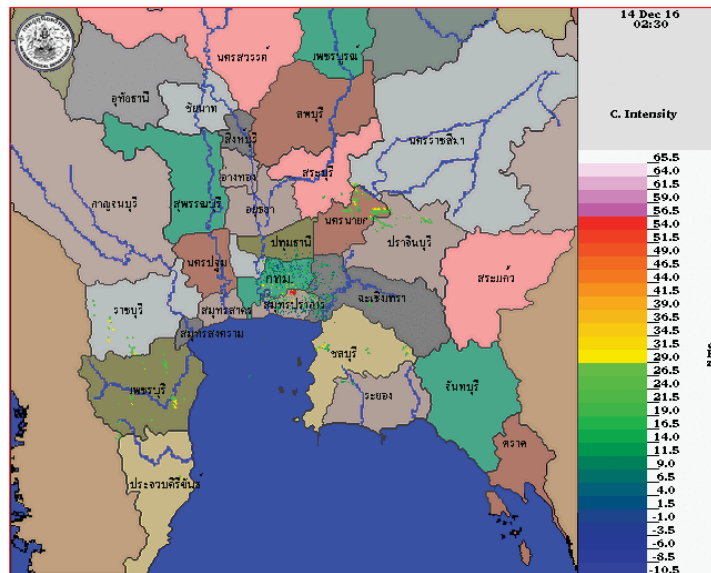 14 Dec 16
02:30
C. Intensity
นครสวรรค์
เพชรบูรณ์
อุทัยธานี
ชัยนาท
ลพบุรี
สิงห์บุรี
นครราชสีมา
อ่างทอง
สระบุรี
กาญจนบุรี
สุพรรณบุรี
อยุธยา
นครนายก
ปทุมธานี
ปราจีนบุรี
นครปฐม
กทม.
สระแก้ว
ฉะเชิงเทรา
ราชบุรี
สมุทรสาคร
สมุทรปราการ
สมุทรสงคราม
ชลบุรี
เพชรบุรี
ระยอง
จันทบุรี
ตราด
ประจวบคีรีขันธ์
65.5
64.0
61.5
59.0
56.5
54.0
51.5
49.0
46.5
44.0
41.5
39.0
36.5
34.5
31.5
29.0
26.5
24.0
21.5
19.0
16.5
14.0
11.5
9.0
6.5
4.0
1.5
-1.0
-3.5
-6.0
-8.5
-10.5